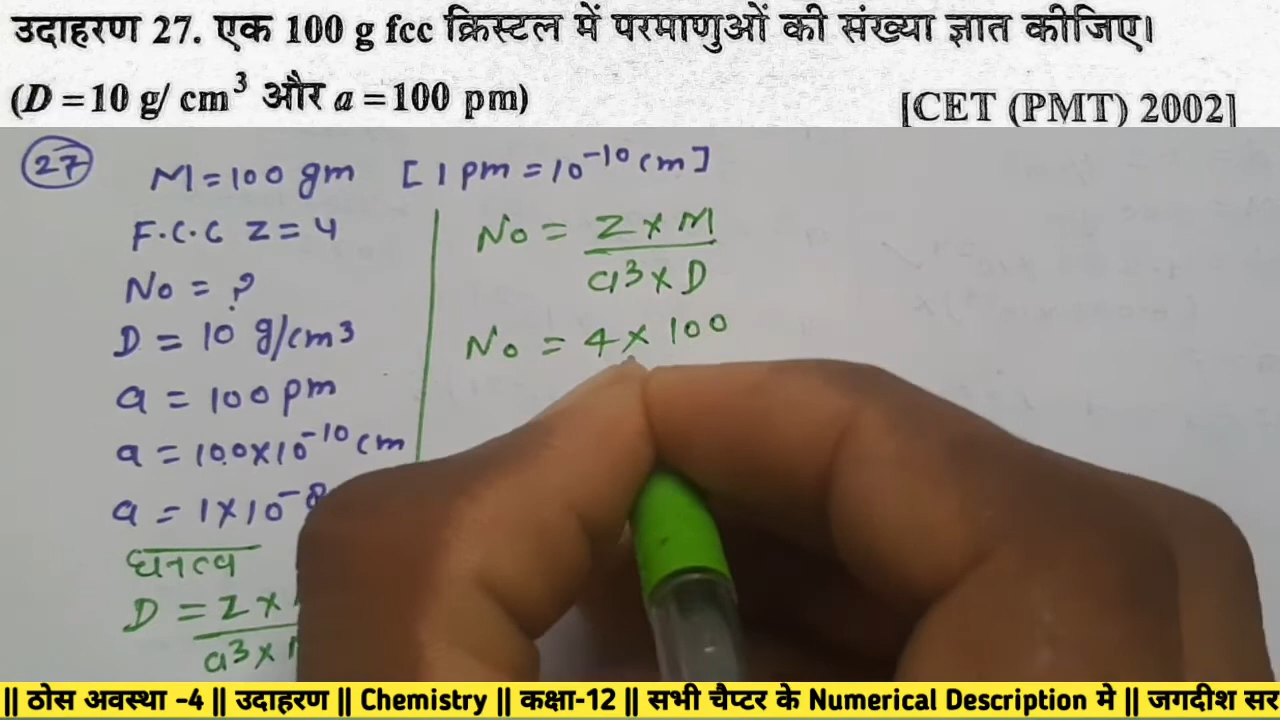 उदाहरण 27. एक 100 g fcc क्रिस्टल में परमाणुओं की संख्या ज्ञात कीजिए।
(D = 10 g/ cm³ और a = 100 pm)
[CET (PMT) 2002]
27
M = 100 gm [ 1 pm = 10⁻¹⁰ cm ]
F.C.C Z = 4
No = ?
D = 10 g/cm3
a = 100 pm
a = 100×10⁻¹⁰ cm
a = 1×10⁻⁸
घनत्व
D = Z ×
a3 ×
No = Z × M
a3 × D
No = 4 × 100
|| ठोस अवस्था -4 || उदाहरण || Chemistry || कक्षा-12 || सभी चैप्टर के Numerical Description मे || जगदीश सर